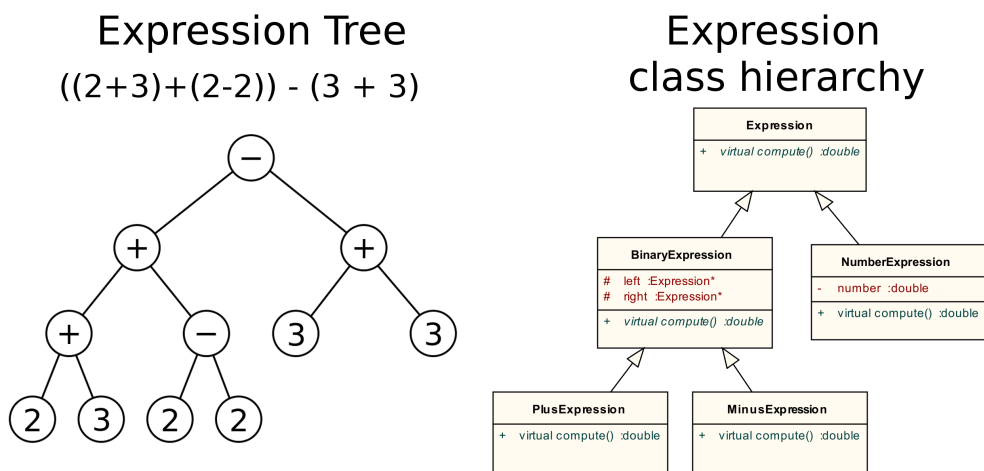 Expression Tree
((2+3)+(2-2)) - (3 + 3)
−
+ +
+ − 3 3
2 3 2 2
Expression
class hierarchy
Expression
+ virtual compute() :double
BinaryExpression
# left :Expression*
# right :Expression*
+ virtual compute() :double
NumberExpression
- number :double
+ virtual compute() :double
PlusExpression
+ virtual compute() :double
MinusExpression
+ virtual compute() :double